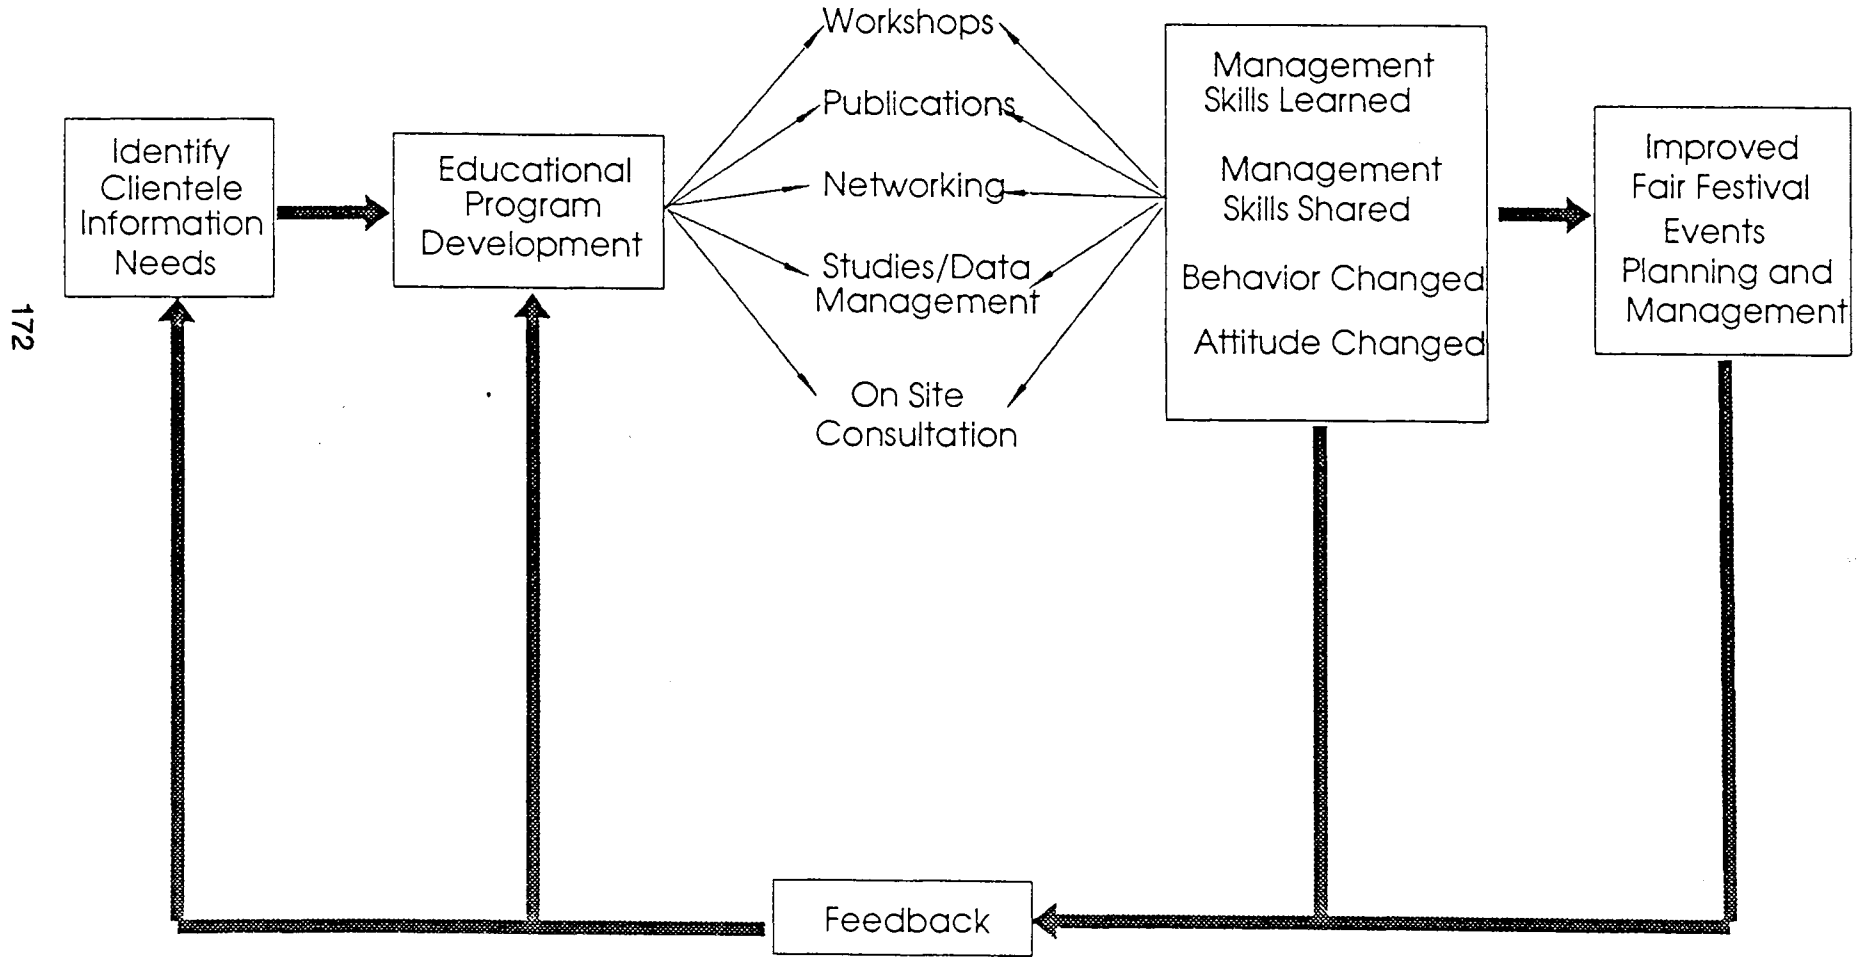 172
Identify
Clientele
Information
Needs
Educational
Program
Development
Workshops
Publications
Networking
Studies/Data
Management
On Site
Consultation
Management
Skills Learned
Management
Skills Shared
Behavior Changed
Attitude Changed
Improved
Fair Festival
Events
Planning and
Management
Feedback